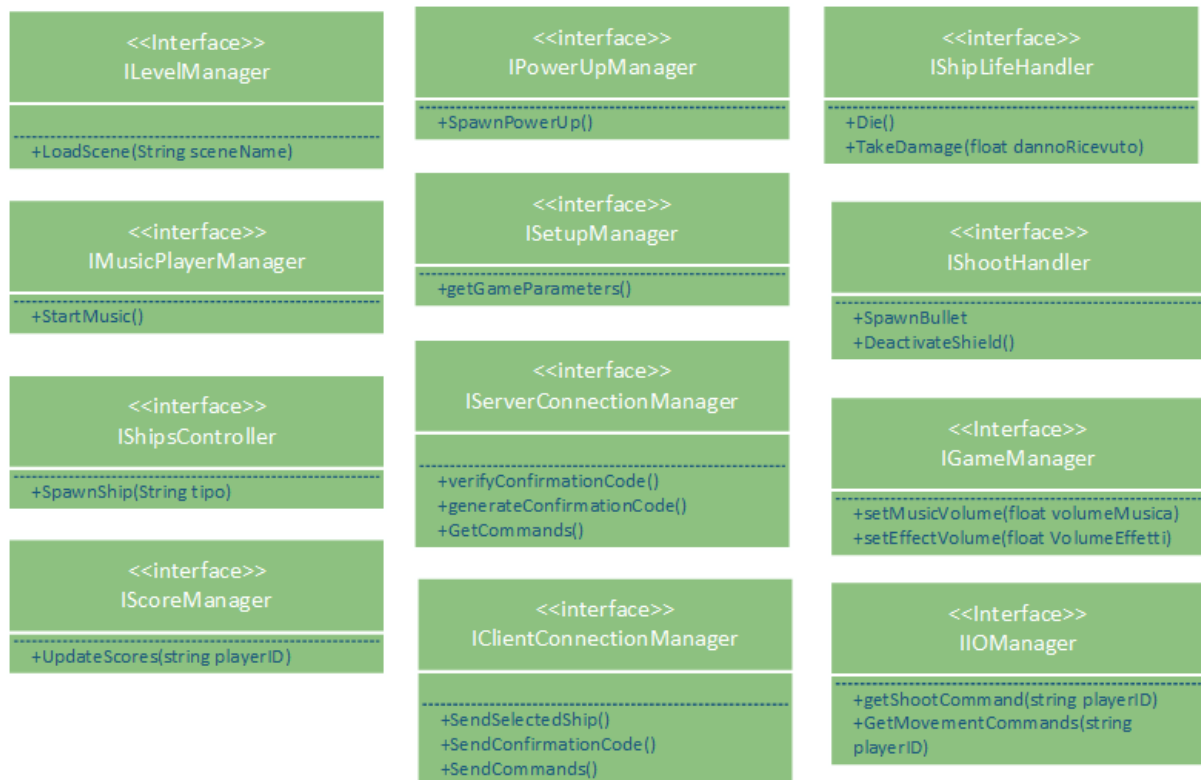 <<Interface>>
ILevelManager
+LoadScene(String sceneName)
<<interface>>
IMusicPlayerManager
+StartMusic()
<<interface>>
IShipsController
+SpawnShip(String tipo)
<<interface>>
IScoreManager
+UpdateScores(string playerID)
<<interface>>
IPowerUpManager
+SpawnPowerUp()
<<interface>>
ISetupManager
+getGameParameters()
<<interface>>
IServerConnectionManager
+verifyConfirmationCode()
+generateConfirmationCode()
+GetCommands()
<<interface>>
IClientConnectionManager
+SendSelectedShip()
+SendConfirmationCode()
+SendCommands()
<<interface>>
IShipLifeHandler
+Die()
+TakeDamage(float dannoRicevuto)
<<interface>>
IShootHandler
+SpawnBullet
+DeactivateShield()
<<Interface>>
IGameManager
+setMusicVolume(float volumeMusica)
+setEffectVolume(float VolumeEffetti)
<<interface>>
IIOManager
+getShootCommand(string playerID)
+GetMovementCommands(string
playerID)